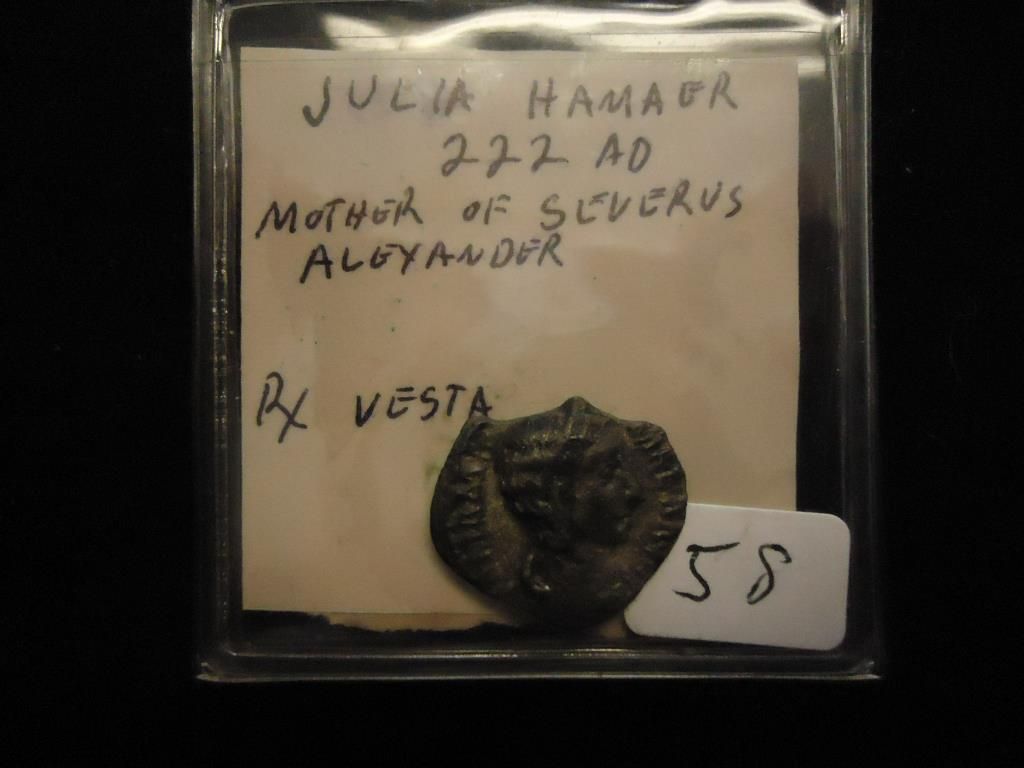 JULIA HAMAER
222 AD
MOTHER OF SEVERUS
ALEXANDER
RX VESTA
58